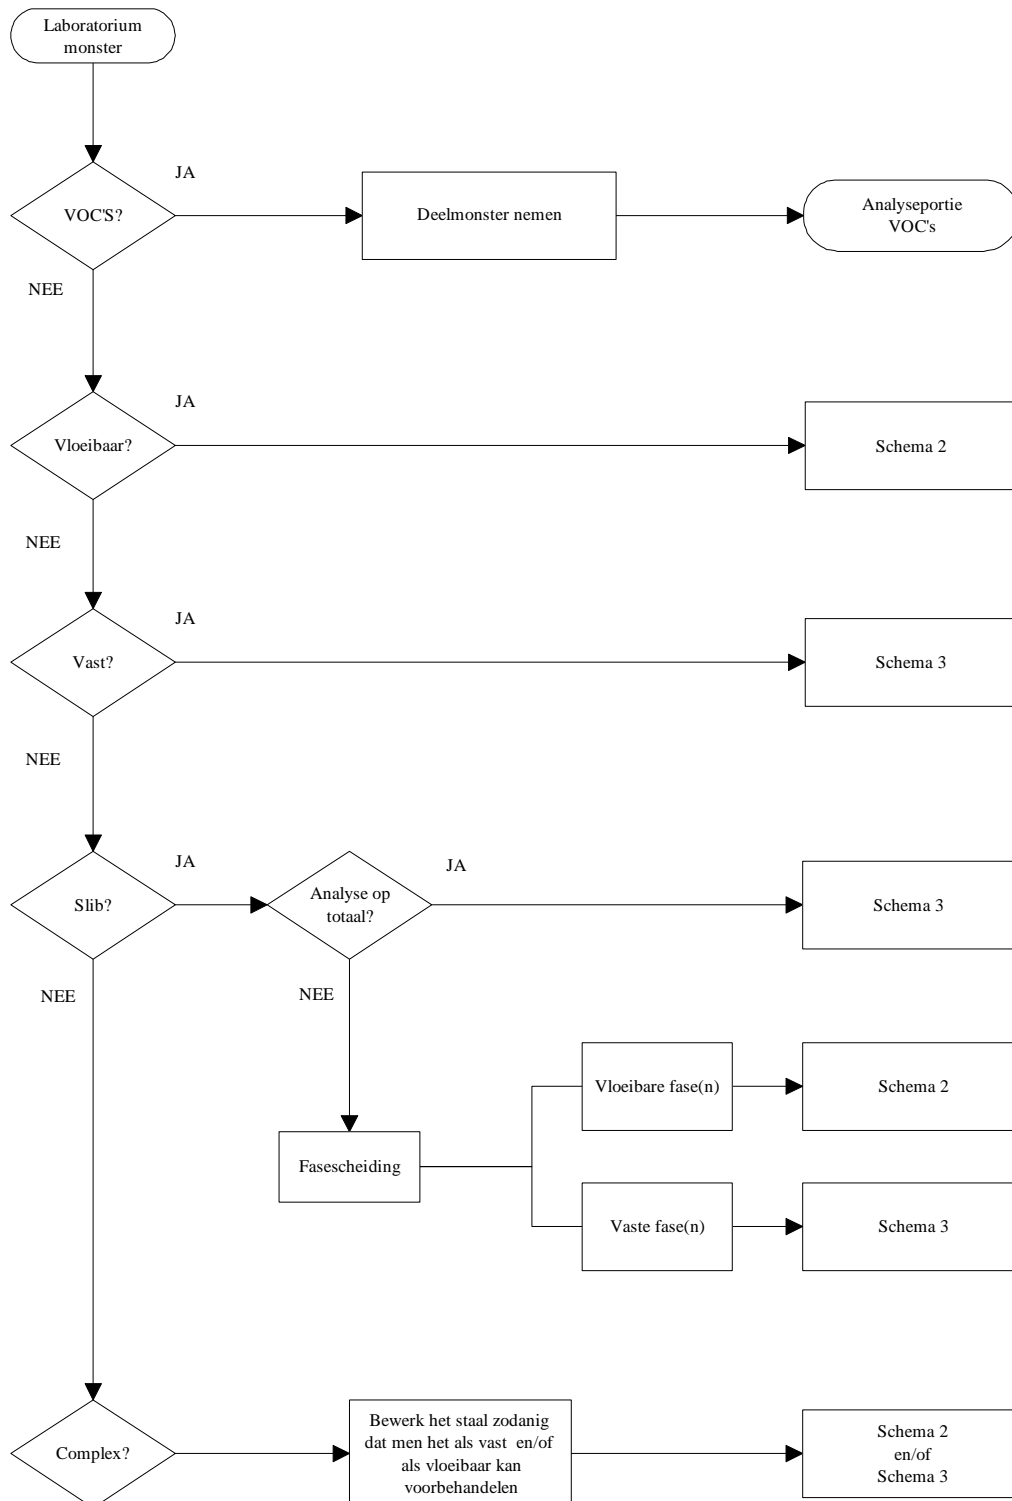 Laboratorium
monster
JA
VOC'S?
Deelmonster nemen
Analyseportie
VOC's
NEE
JA
Vloeibaar?
Schema 2
NEE
JA
Vast?
Schema 3
NEE
JA
Slib?
Analyse op
totaal?
JA
Schema 3
NEE
NEE
Vloeibare fase(n)
Schema 2
Fasescheiding
Vaste fase(n)
Schema 3
Complex?
Bewerk het staal zodanig
dat men het als vast en/of
als vloeibaar kan
voorbehandelen
Schema 2
en/of
Schema 3